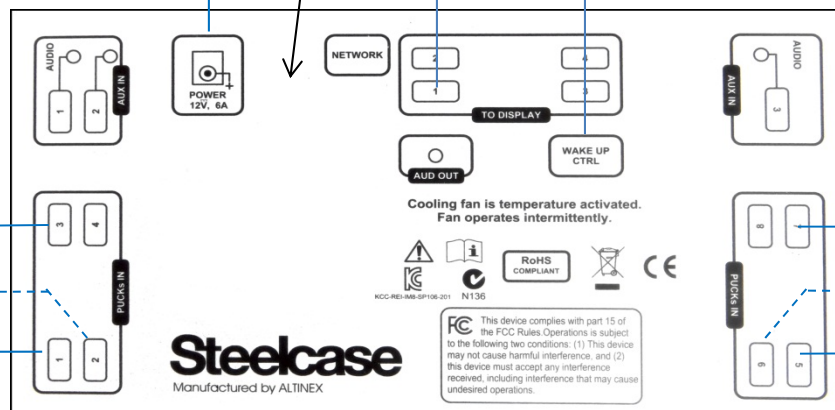 AUDIO
1
2
AUX IN
POWER
12V, 6A
NETWORK
2
4
1
3
TO DISPLAY
AUD OUT
WAKE UP
CTRL
AUDIO
3
AUX IN
Cooling fan is temperature activated.
Fan operates intermittently.
3
4
1
2
PUCKs IN
KCC-REI-IM6-SP106-201
N136
RoHS
COMPLIANT
CE
8
6
5
PUCKs IN
Steelcase
Manufactured by ALTINEX
FC This device complies with part 15 of
the FCC Rules.Operations is subject
to the following two conditions: (1) This device
may not cause harmful interference, and (2)
this device must accept any interference
received, including interference that may cause
undesired operations.